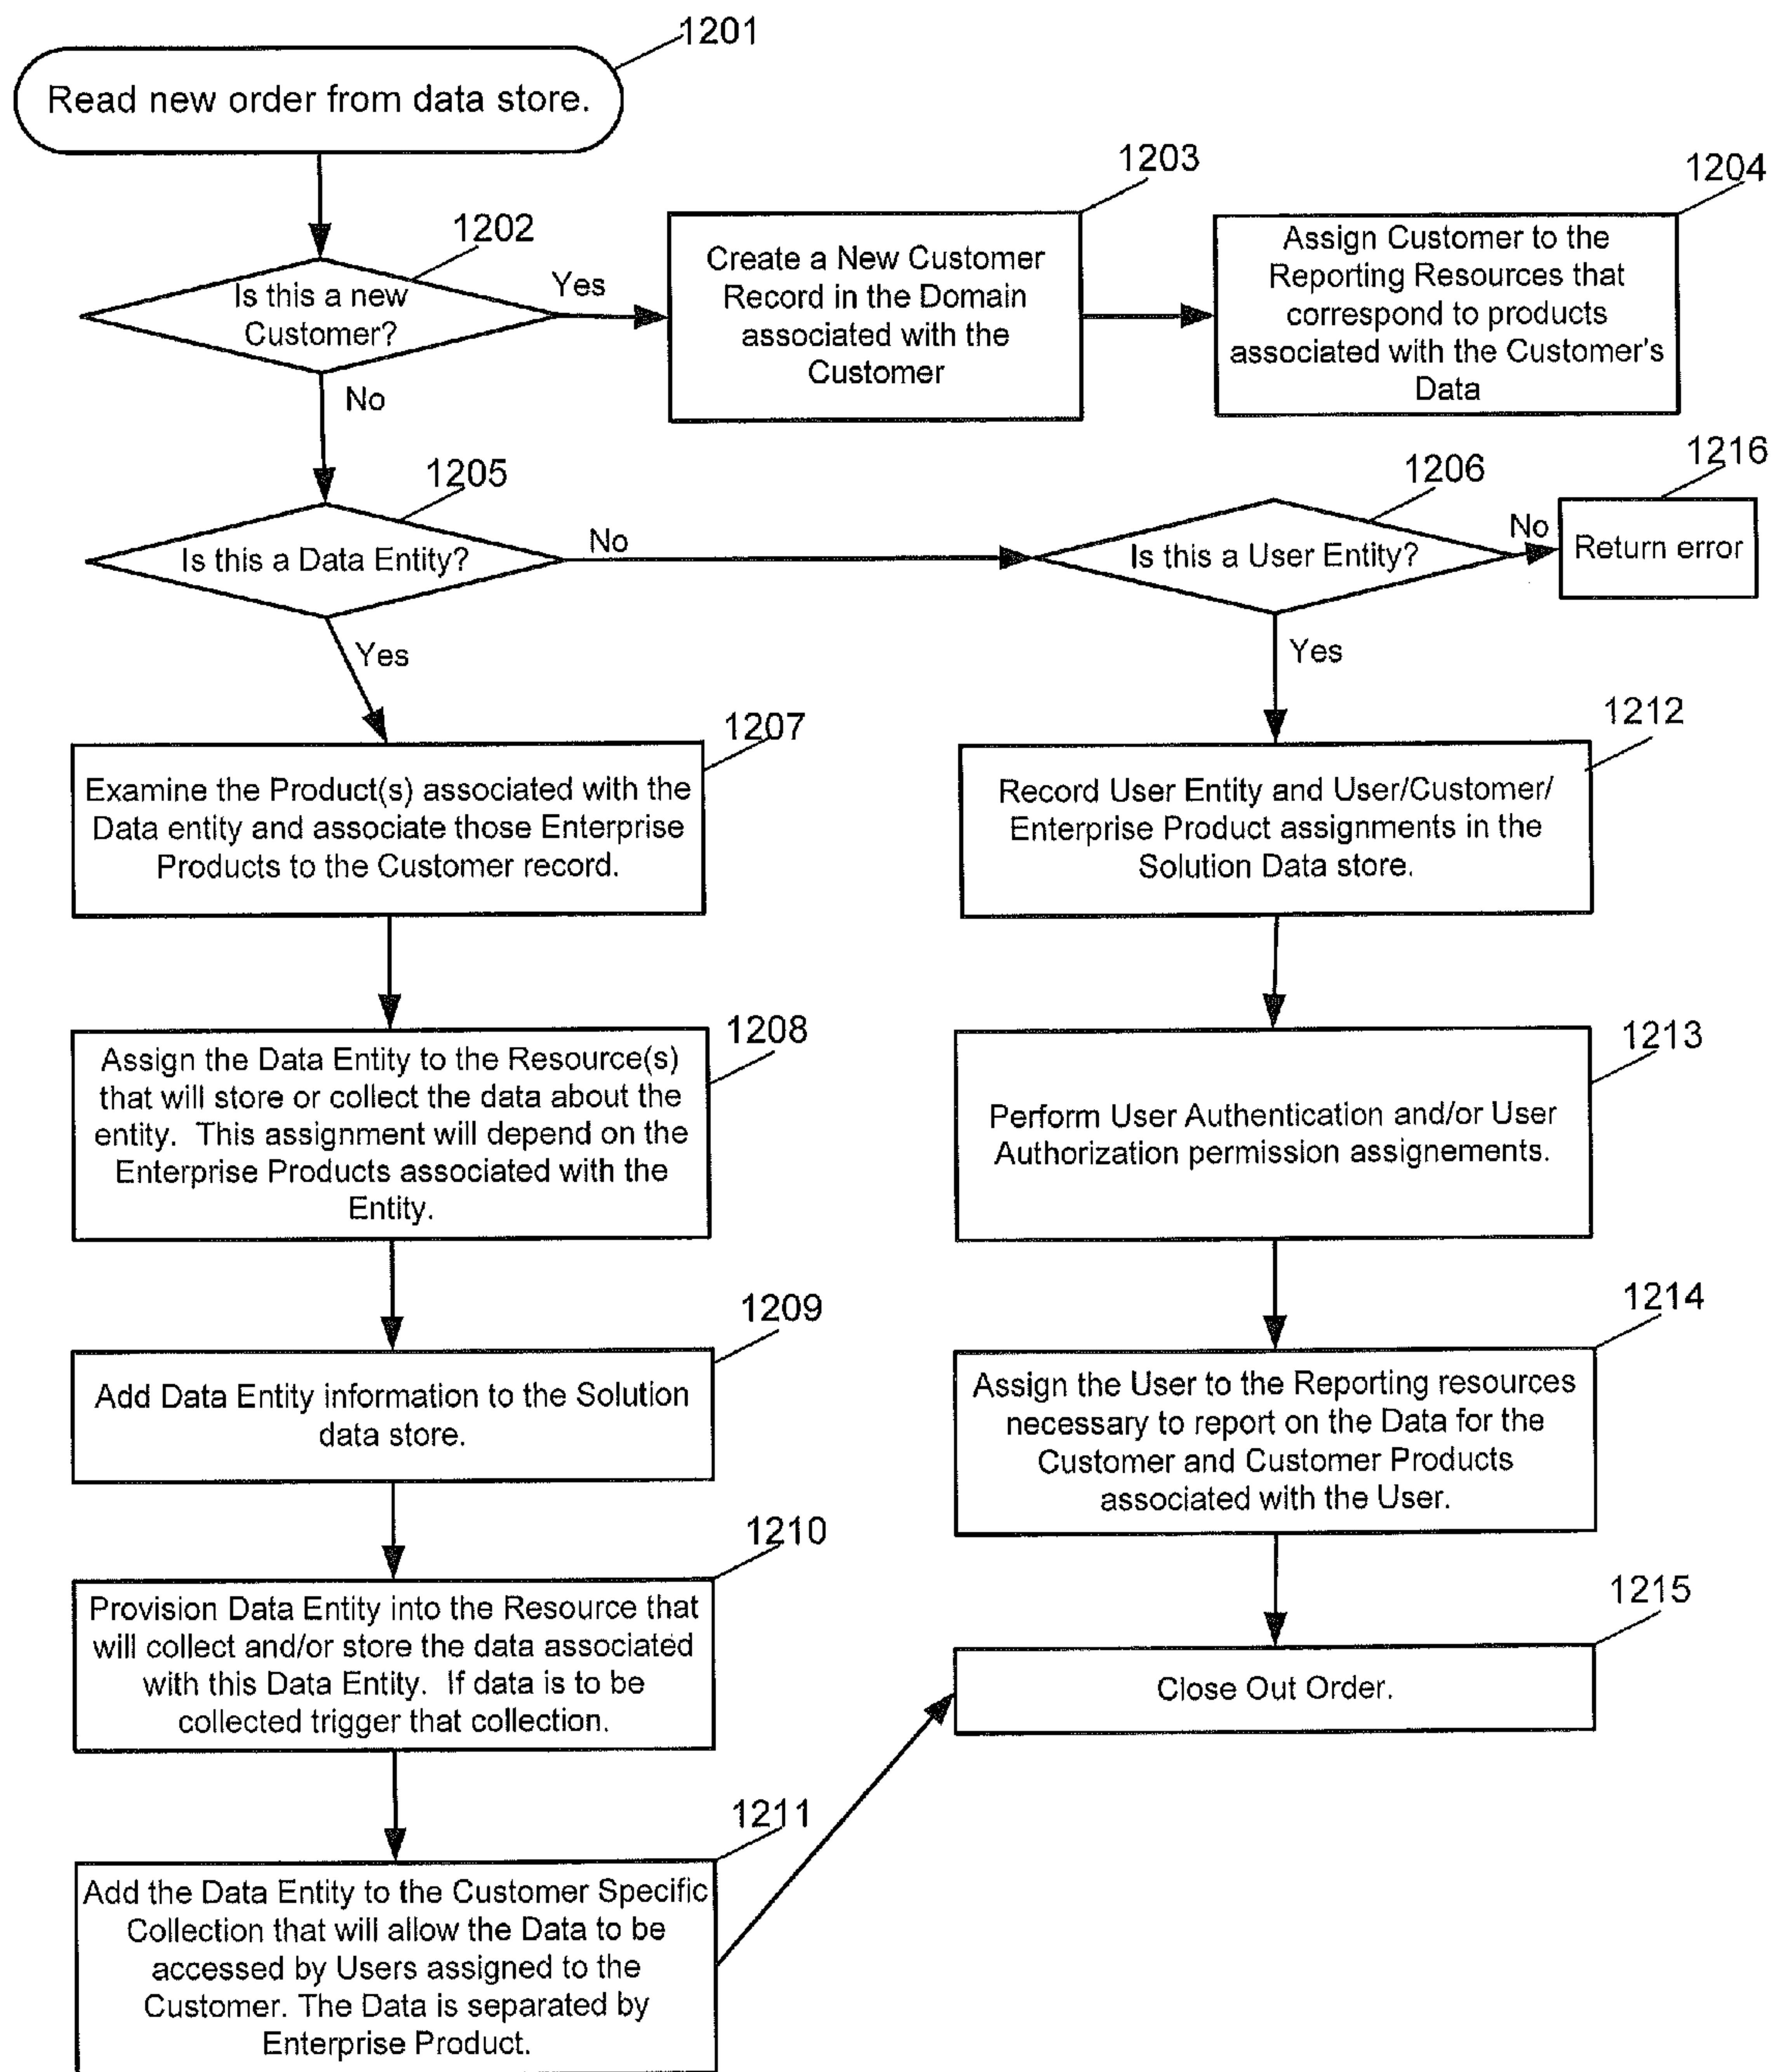 1201
Read new order from data store.
1202
Is this a new
Customer?
Yes
No
1203
Create a New Customer
Record in the Domain
associated with the
Customer
1204
Assign Customer to the
Reporting Resources that
correspond to products
associated with the Customer's
Data
1205
Is this a Data Entity?
No
Yes
1206
Is this a User Entity?
No
Yes
1216
Return error
1207
Examine the Product(s) associated with the
Data entity and associate those Enterprise
Products to the Customer record.
1212
Record User Entity and User/Customer/
Enterprise Product assignments in the
Solution Data store.
1208
Assign the Data Entity to the Resource(s)
that will store or collect the data about the
entity. This assignment will depend on the
Enterprise Products associated with the
Entity.
1213
Perform User Authentication and/or User
Authorization permission assignements.
1209
Add Data Entity information to the Solution
data store.
1214
Assign the User to the Reporting resources
necessary to report on the Data for the
Customer and Customer Products
associated with the User.
1210
Provision Data Entity into the Resource that
will collect and/or store the data associated
with this Data Entity. If data is to be
collected trigger that collection.
1215
Close Out Order.
1211
Add the Data Entity to the Customer Specific
Collection that will allow the Data to be
accessed by Users assigned to the
Customer. The Data is separated by
Enterprise Product.